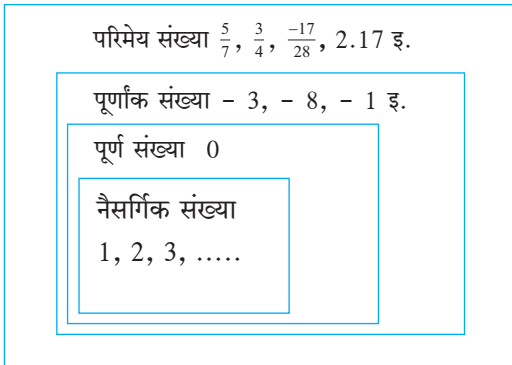 परिमेय संख्या 5/7, 3/4, -17/28, 2.17 इ.
पूर्णांक संख्या - 3, - 8, - 1 इ.
पूर्ण संख्या 0
नैसर्गिक संख्या
1, 2, 3, .....